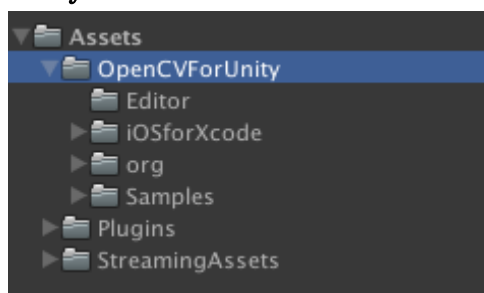 Assets
OpenCVForUnity
Editor
iOSforXcode
org
Samples
Plugins
StreamingAssets